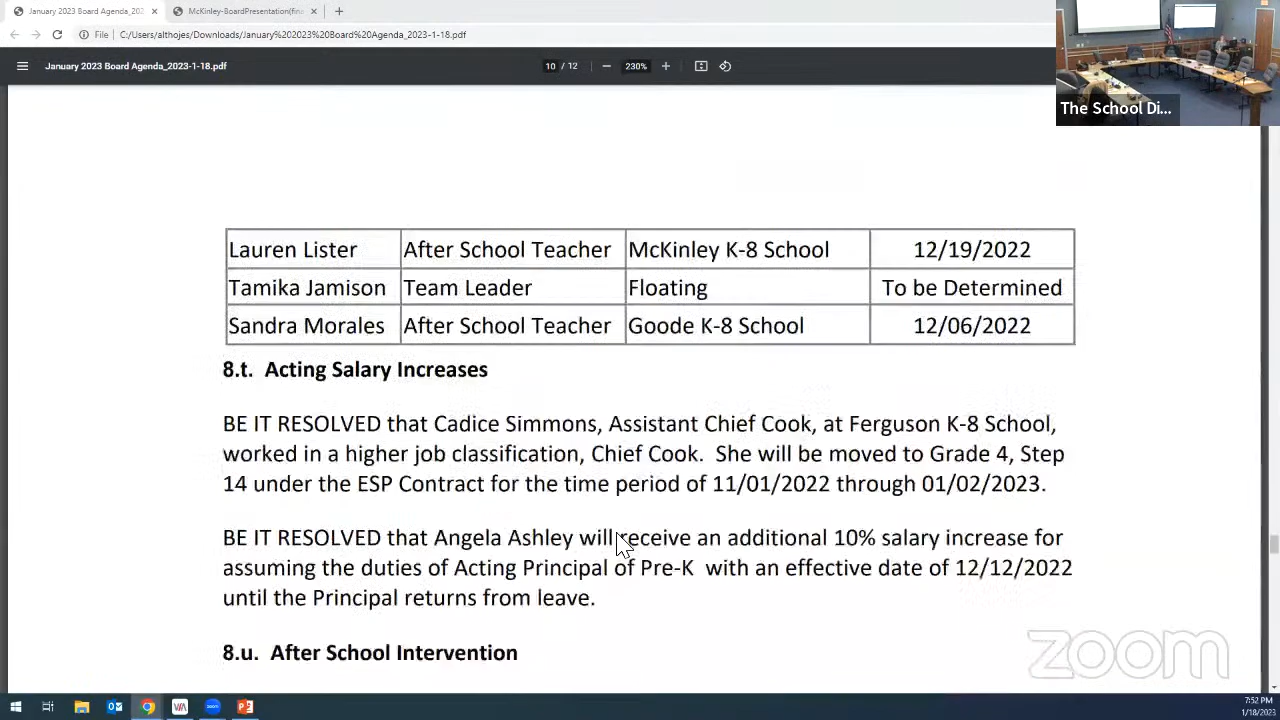 January 2023 Board Agenda_202
McKinley-BoardPresentation(fina
File
C:/Users/althojes/Downloads/January%202023%20Board%20Agenda_2023-1-18.pdf
January 2023 Board Agenda_2023-1-18.pdf
10 / 12
230%
The School Di...
Lauren Lister After School Teacher McKinley K-8 School 12/19/2022
Tamika Jamison Team Leader Floating To be Determined
Sandra Morales After School Teacher Goode K-8 School 12/06/2022
8.t. Acting Salary Increases
BE IT RESOLVED that Cadice Simmons, Assistant Chief Cook, at Ferguson K-8 School,
worked in a higher job classification, Chief Cook. She will be moved to Grade 4, Step
14 under the ESP Contract for the time period of 11/01/2022 through 01/02/2023.
BE IT RESOLVED that Angela Ashley will receive an additional 10% salary increase for
assuming the duties of Acting Principal of Pre-K with an effective date of 12/12/2022
until the Principal returns from leave.
8.u. After School Intervention
zoom
7:52 PM
1/18/2023